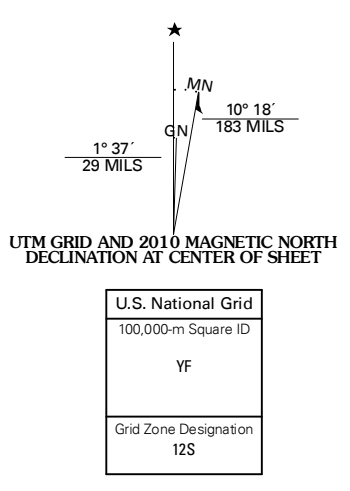 ★
MN
GN
10° 18´
183 MILS
1° 37´
29 MILS
UTM GRID AND 2010 MAGNETIC NORTH
DECLINATION AT CENTER OF SHEET
U.S. National Grid
100,000-m Square ID
YF
Grid Zone Designation
12S